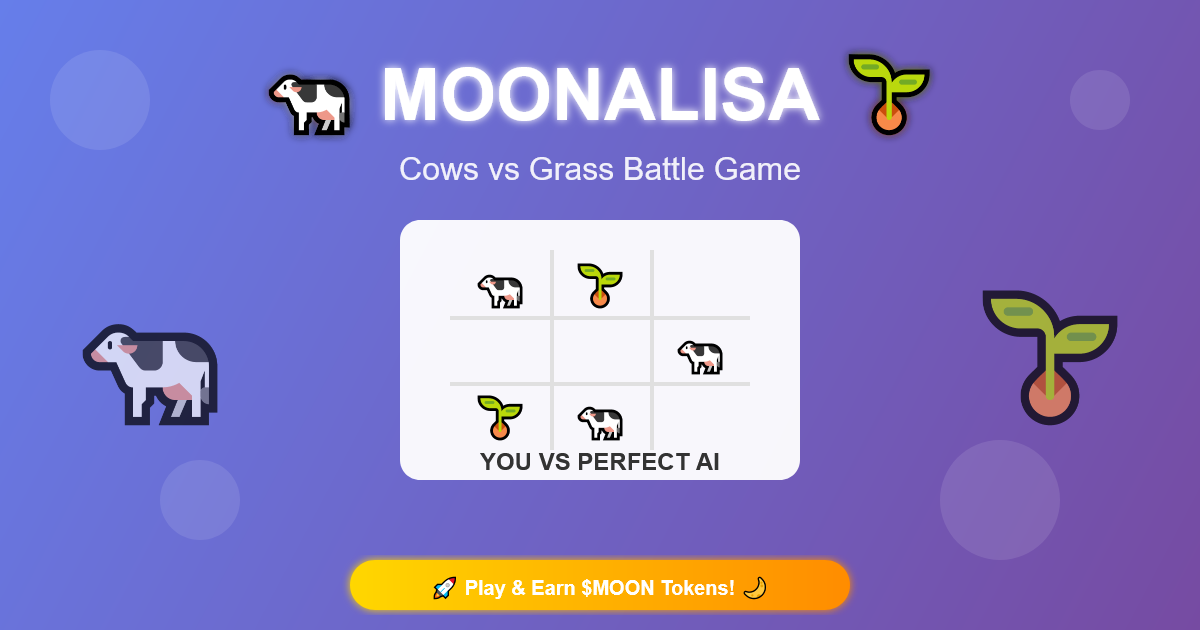 MOONALISA
Cows vs Grass Battle Game
YOU VS PERFECT AI
🚀 Play & Earn $MOON Tokens! 🌙